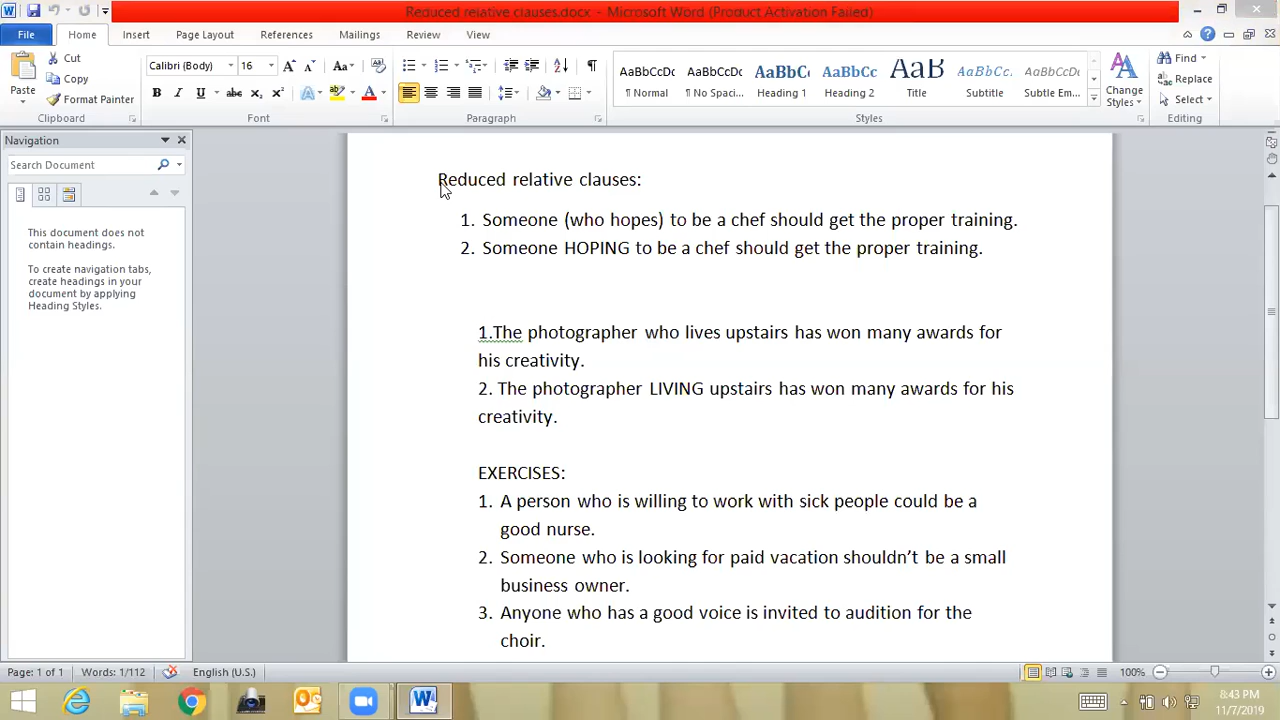 Reduced relative clauses.docx - Microsoft Word (Product Activation Failed)
File Home Insert Page Layout References Mailings Review View
Paste Cut Copy Format Painter Clipboard
Calibri (Body) 16 Aa B I U abc X₂ X² A A Font
Paragraph
AaBbCcDc ¶ Normal AaBbCcDc ¶ No Spaci... AaBbCc Heading 1 AaBbCc Heading 2 AaB Title AaBbCcI Subtitle AaBbCcDc Subtle Em... Change Styles Styles
Find Replace Select Editing
Navigation
Search Document
This document does not
contain headings.
To create navigation tabs,
create headings in your
document by applying
Heading Styles.
Reduced relative clauses:
1. Someone (who hopes) to be a chef should get the proper training.
2. Someone HOPING to be a chef should get the proper training.
1.The photographer who lives upstairs has won many awards for
his creativity.
2. The photographer LIVING upstairs has won many awards for his
creativity.
EXERCISES:
1. A person who is willing to work with sick people could be a
good nurse.
2. Someone who is looking for paid vacation shouldn't be a small
business owner.
3. Anyone who has a good voice is invited to audition for the
choir.
Page: 1 of 1 Words: 1/112 English (U.S.) 100%
8:43 PM
11/7/2019